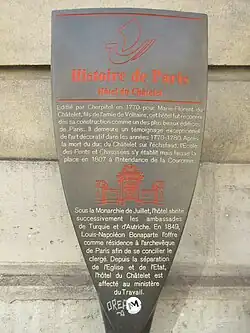 Histoire de Paris
Hôtel du Châtelet
Edifié par Cherpitel en 1770 pour Marie-Florent du
Châtelet, fils de l'amie de Voltaire, cet hôtel fut reconnu
dès sa construction comme un des plus beaux édifices
de Paris. Il demeure un témoignage exceptionnel
de l'art décoratif dans les années 1770-1780. Après
la mort du duc du Châtelet sur l'échafaud, l'Ecole
des Ponts et Chaussées s'y établit mais laissa la
place en 1807 à l'Intendance de la Couronne.
Sous la Monarchie de Juillet, l'hôtel abrite
successivement les ambassades
de Turquie et d'Autriche. En 1849,
Louis-Napoléon Bonaparte l'offre
comme résidence à l'archevêque
de Paris afin de se concilier le
clergé. Depuis la séparation
de l'Eglise et de l'Etat,
l'hôtel du Châtelet est
affecté au ministère
du Travail.